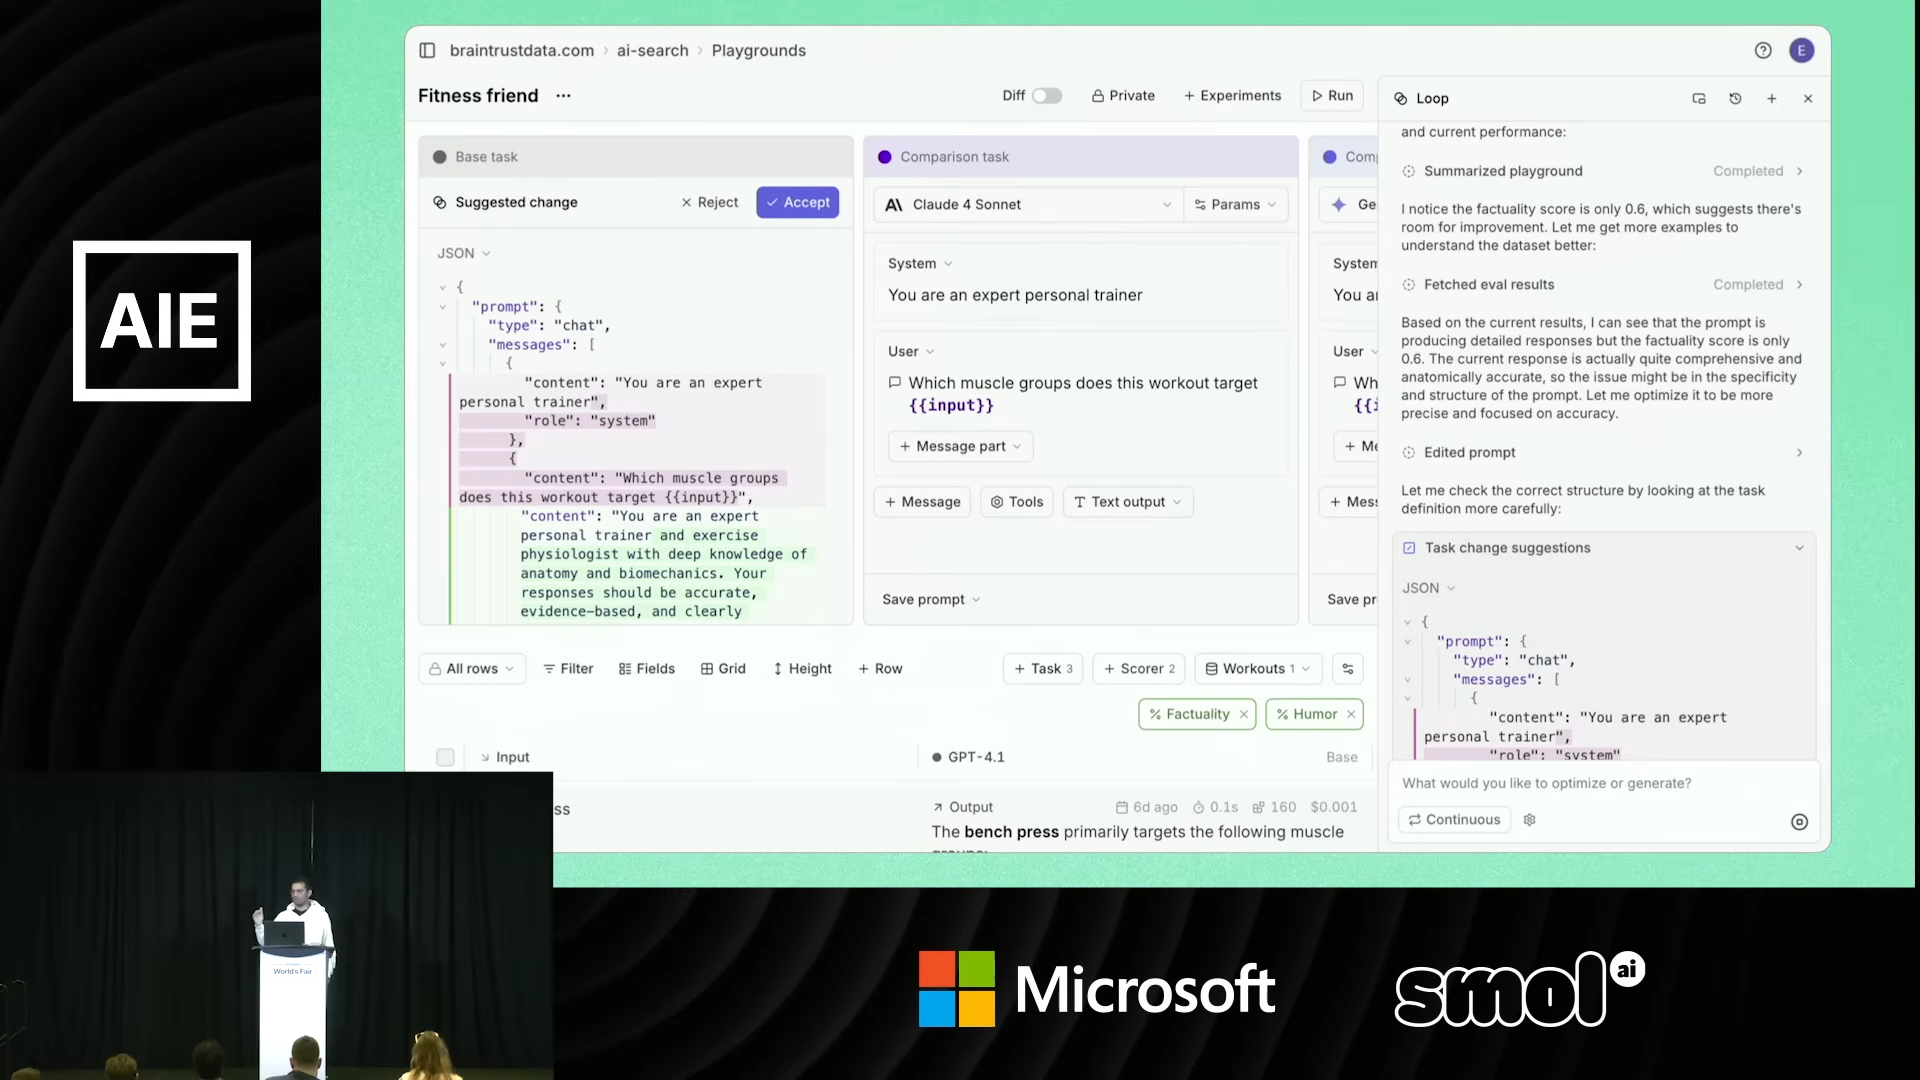 AIE
braintrustdata.com › ai-search › Playgrounds
E
Fitness friend ...
Diff
Private
+ Experiments
Run
Base task
Suggested change
× Reject
Accept
JSON
{
"prompt": {
"type": "chat",
"messages": [
{
"content": "You are an expert
personal trainer",
"role": "system"
},
{
"content": "Which muscle groups
does this workout target {{input}}",
"content": "You are an expert
personal trainer and exercise
physiologist with deep knowledge of
anatomy and biomechanics. Your
responses should be accurate,
evidence-based, and clearly
Comparison task
Claude 4 Sonnet
Params
System
You are an expert personal trainer
User
Which muscle groups does this workout target
{{input}}
+ Message part
+ Message
Tools
Text output
Save prompt
Comp
Ge
System
You a
User
Wh
{{i
+ Me
+ Mess
Save pr
Loop
and current performance:
Summarized playground Completed
I notice the factuality score is only 0.6, which suggests there's
room for improvement. Let me get more examples to
understand the dataset better:
Fetched eval results Completed
Based on the current results, I can see that the prompt is
producing detailed responses but the factuality score is only
0.6. The current response is actually quite comprehensive and
anatomically accurate, so the issue might be in the specificity
and structure of the prompt. Let me optimize it to be more
precise and focused on accuracy.
Edited prompt
Let me check the correct structure by looking at the task
definition more carefully:
Task change suggestions
JSON
{
"prompt": {
"type": "chat",
"messages": [
{
"content": "You are an expert
personal trainer",
"role": "system"
What would you like to optimize or generate?
Continuous
All rows
Filter
Fields
Grid
Height
+ Row
+ Task 3
+ Scorer 2
Workouts 1
% Factuality ×
% Humor ×
Input
GPT-4.1
Base
ss
Output
6d ago
0.1s
160
$0.001
The bench press primarily targets the following muscle
World's Fair
Microsoft
smol ai